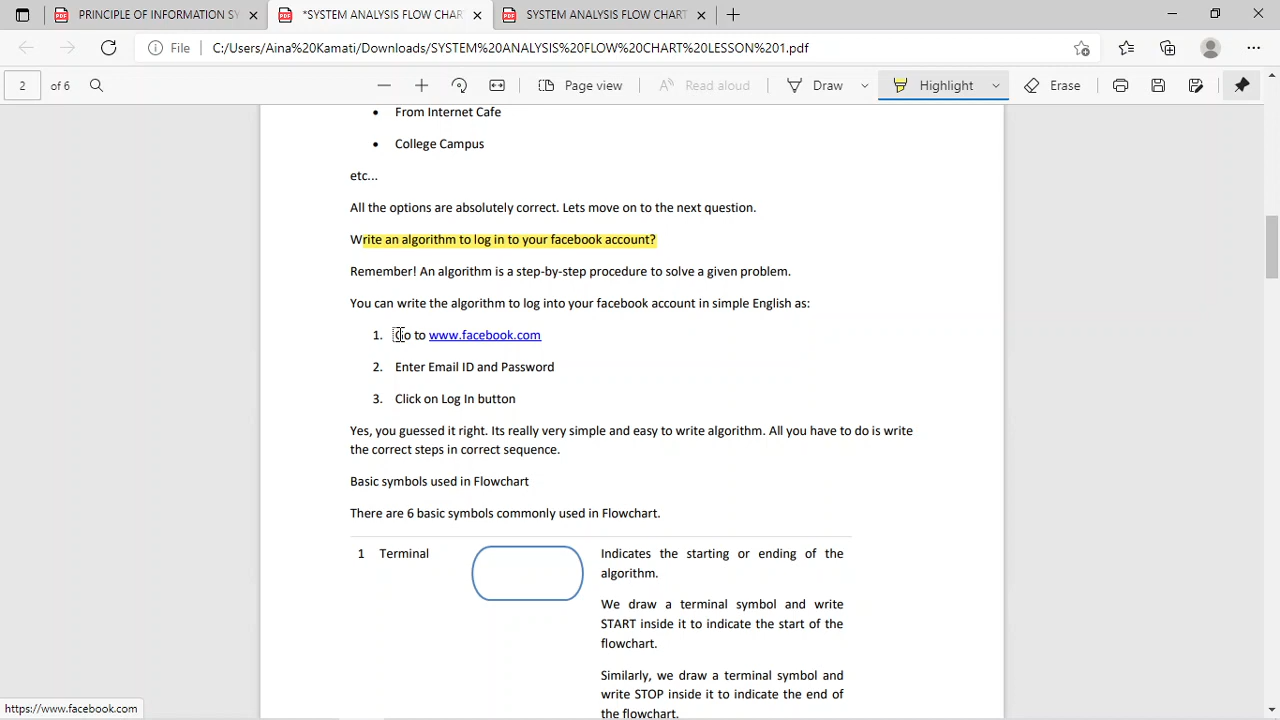 PRINCIPLE OF INFORMATION SY
*SYSTEM ANALYSIS FLOW CHAR
SYSTEM ANALYSIS FLOW CHART
File
C:/Users/Aina%20Kamati/Downloads/SYSTEM%20ANALYSIS%20FLOW%20CHART%20LESSON%201.pdf
2 of 6
Page view
Read aloud
Draw
Highlight
Erase
• From Internet Cafe
• College Campus
etc...
All the options are absolutely correct. Lets move on to the next question.
Write an algorithm to log in to your facebook account?
Remember! An algorithm is a step-by-step procedure to solve a given problem.
You can write the algorithm to log into your facebook account in simple English as:
1. Go to www.facebook.com
2. Enter Email ID and Password
3. Click on Log In button
Yes, you guessed it right. Its really very simple and easy to write algorithm. All you have to do is write
the correct steps in correct sequence.
Basic symbols used in Flowchart
There are 6 basic symbols commonly used in Flowchart.
1 Terminal
Indicates the starting or ending of the
algorithm.
We draw a terminal symbol and write
START inside it to indicate the start of the
flowchart.
Similarly, we draw a terminal symbol and
write STOP inside it to indicate the end of
the flowchart.
https://www.facebook.com